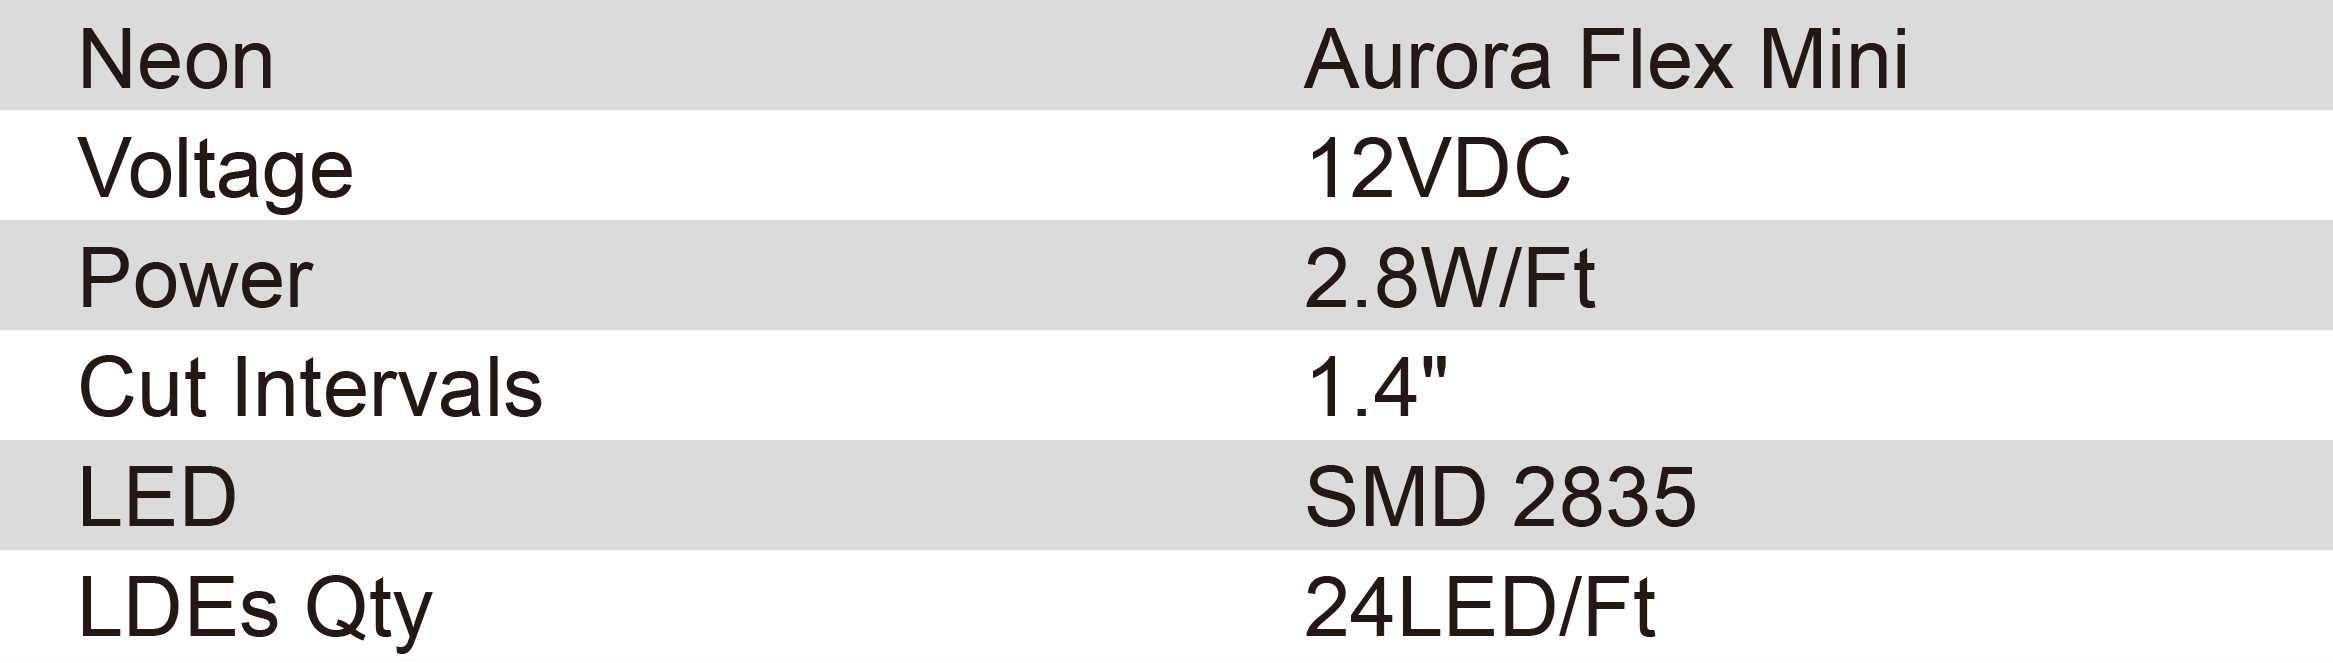 Neon Aurora Flex Mini
Voltage 12VDC
Power 2.8W/Ft
Cut Intervals 1.4"
LED SMD 2835
LDEs Qty 24LED/Ft